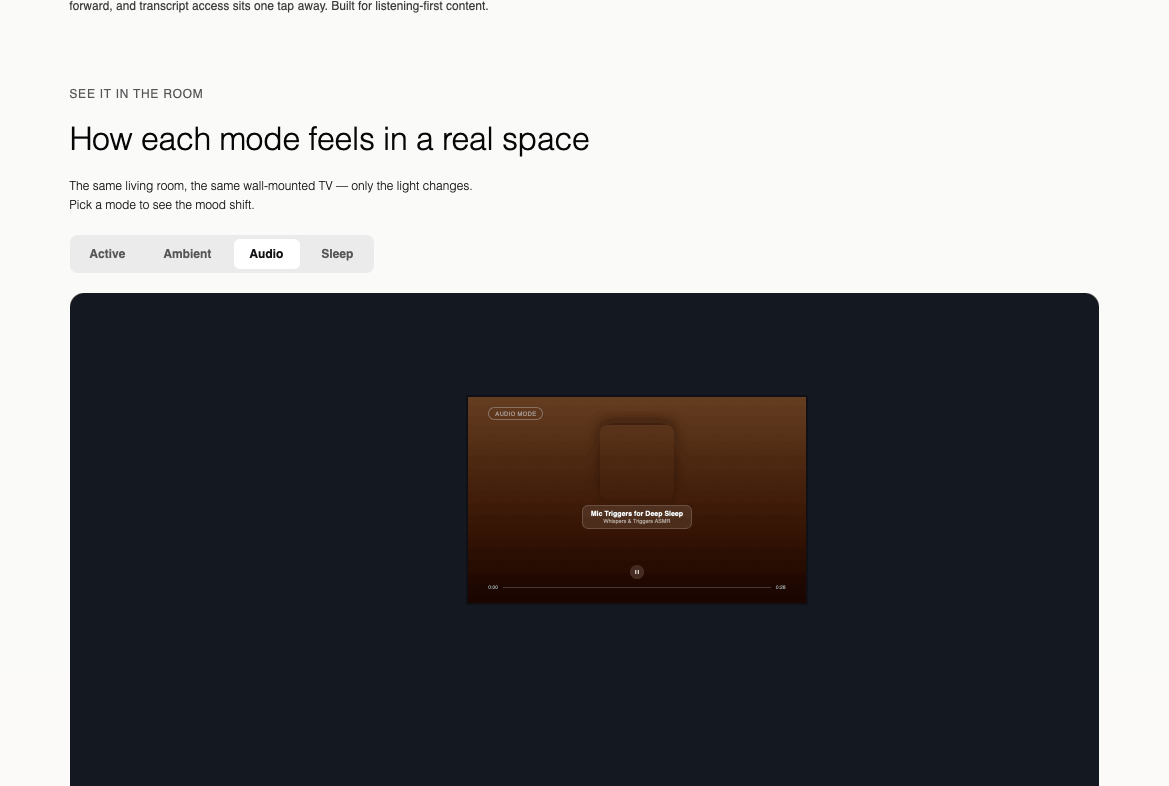 forward, and transcript access sits one tap away. Built for listening-first content.
SEE IT IN THE ROOM
How each mode feels in a real space
The same living room, the same wall-mounted TV — only the light changes.
Pick a mode to see the mood shift.
Active Ambient Audio Sleep
AUDIO MODE
Mic Triggers for Deep Sleep
Whispers & Triggers ASMR
0:00 0:28